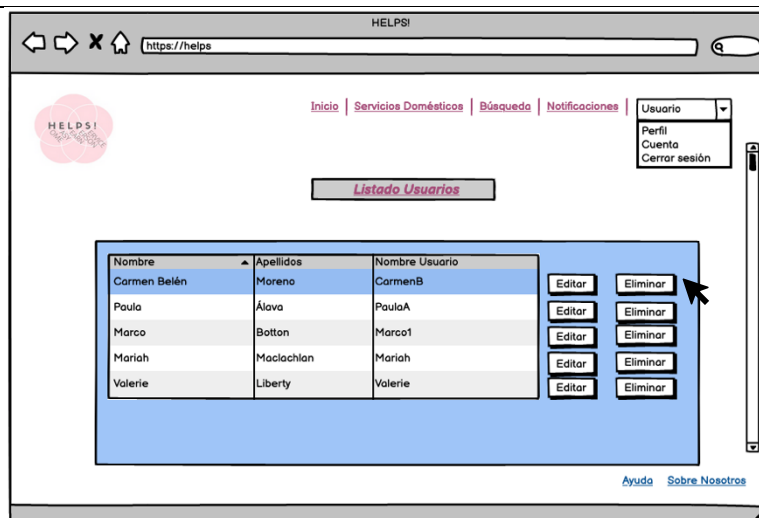 HELPS!
https://helps
HELPS!
Inicio Servicios Domésticos Búsqueda Notificaciones Usuario
Perfil
Cuenta
Cerrar sesión
Listado Usuarios
Nombre Apellidos Nombre Usuario
Carmen Belén Moreno CarmenB Editar Eliminar
Paula Álava PaulaA Editar Eliminar
Marco Botton Marco1 Editar Eliminar
Mariah Maclachlan Mariah Editar Eliminar
Valerie Liberty Valerie Editar Eliminar
Ayuda Sobre Nosotros